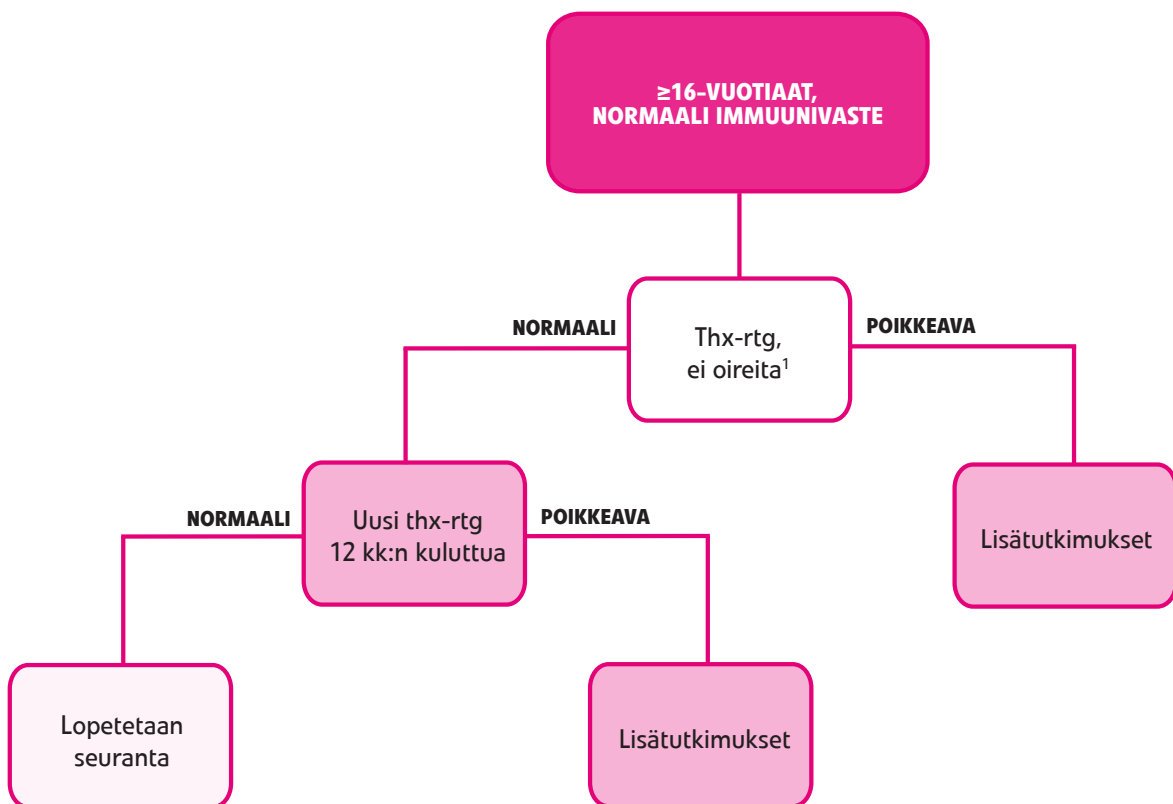 ≥16-VUOTIAAT,
NORMAALI IMMUUNIVASTE
NORMAALI
Thx-rtg,
ei oireita¹
POIKKEAVA
NORMAALI
Uusi thx-rtg
12 kk:n kuluttua
POIKKEAVA
Lisätutkimukset
Lopetetaan
seuranta
Lisätutkimukset